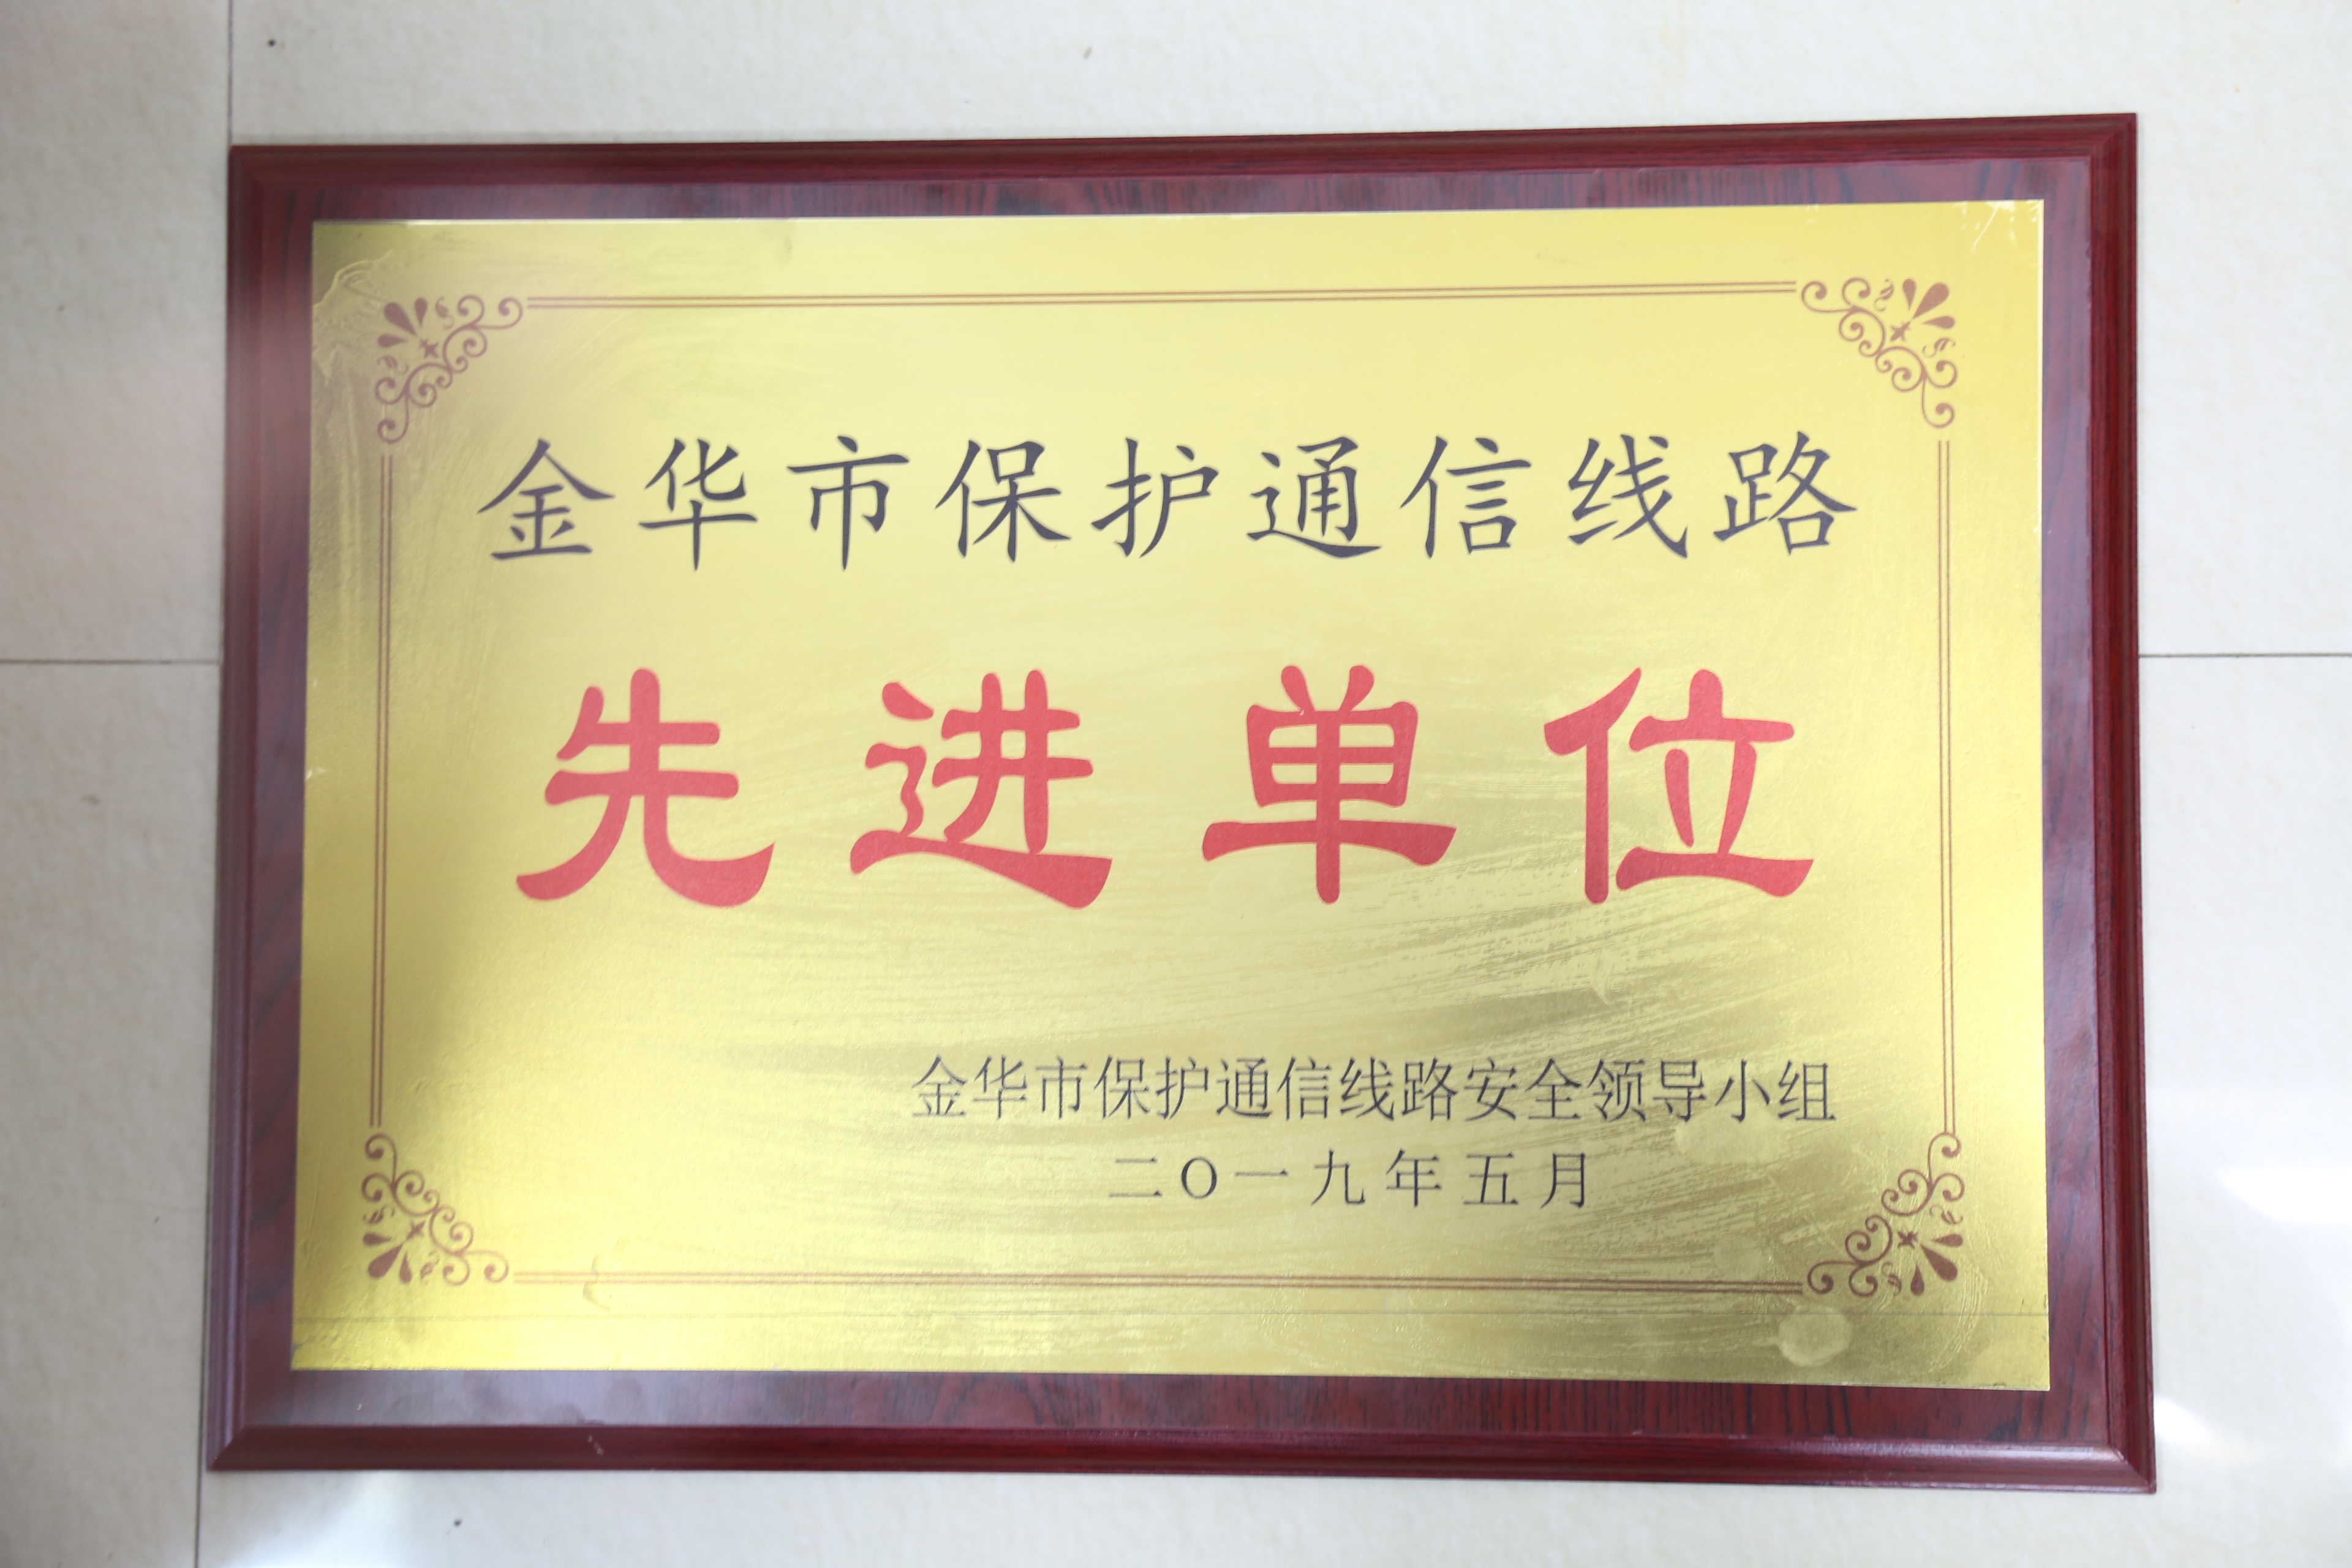 金华市保护通信线路
先进单位
金华市保护通信线路安全领导小组
二O一九年五月